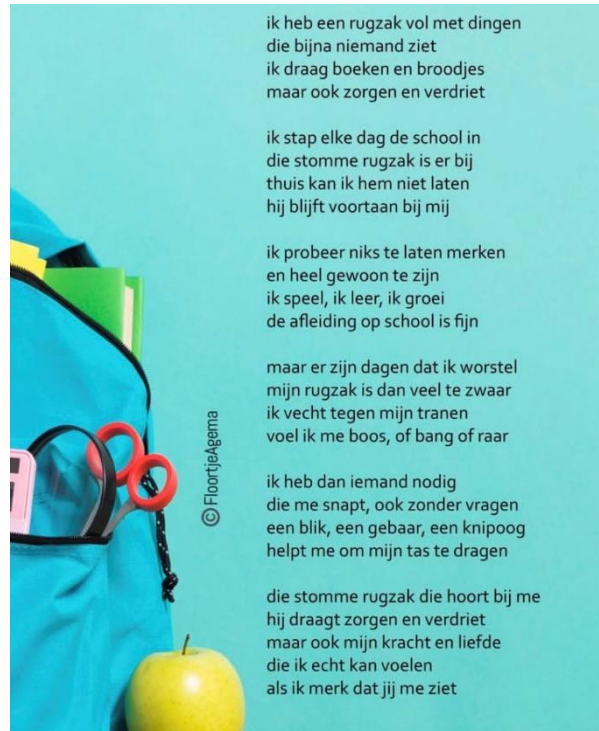 ik heb een rugzak vol met dingen
die bijna niemand ziet
ik draag boeken en broodjes
maar ook zorgen en verdriet
ik stap elke dag de school in
die stomme rugzak is er bij
thuis kan ik hem niet laten
hij blijft voortaan bij mij
ik probeer niks te laten merken
en heel gewoon te zijn
ik speel, ik leer, ik groei
de afleiding op school is fijn
maar er zijn dagen dat ik worstel
mijn rugzak is dan veel te zwaar
ik vecht tegen mijn tranen
voel ik me boos, of bang of raar
ik heb dan iemand nodig
die me snapt, ook zonder vragen
een blik, een gebaar, een knipoog
helpt me om mijn tas te dragen
die stomme rugzak die hoort bij me
hij draagt zorgen en verdriet
maar ook mijn kracht en liefde
die ik echt kan voelen
als ik merk dat jij me ziet
© FloortjeAgema